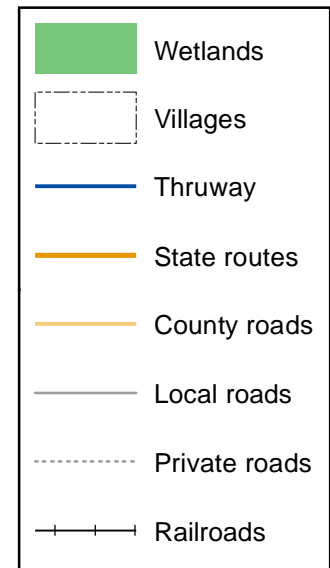 Wetlands
Villages
Thruway
State routes
County roads
Local roads
Private roads
Railroads